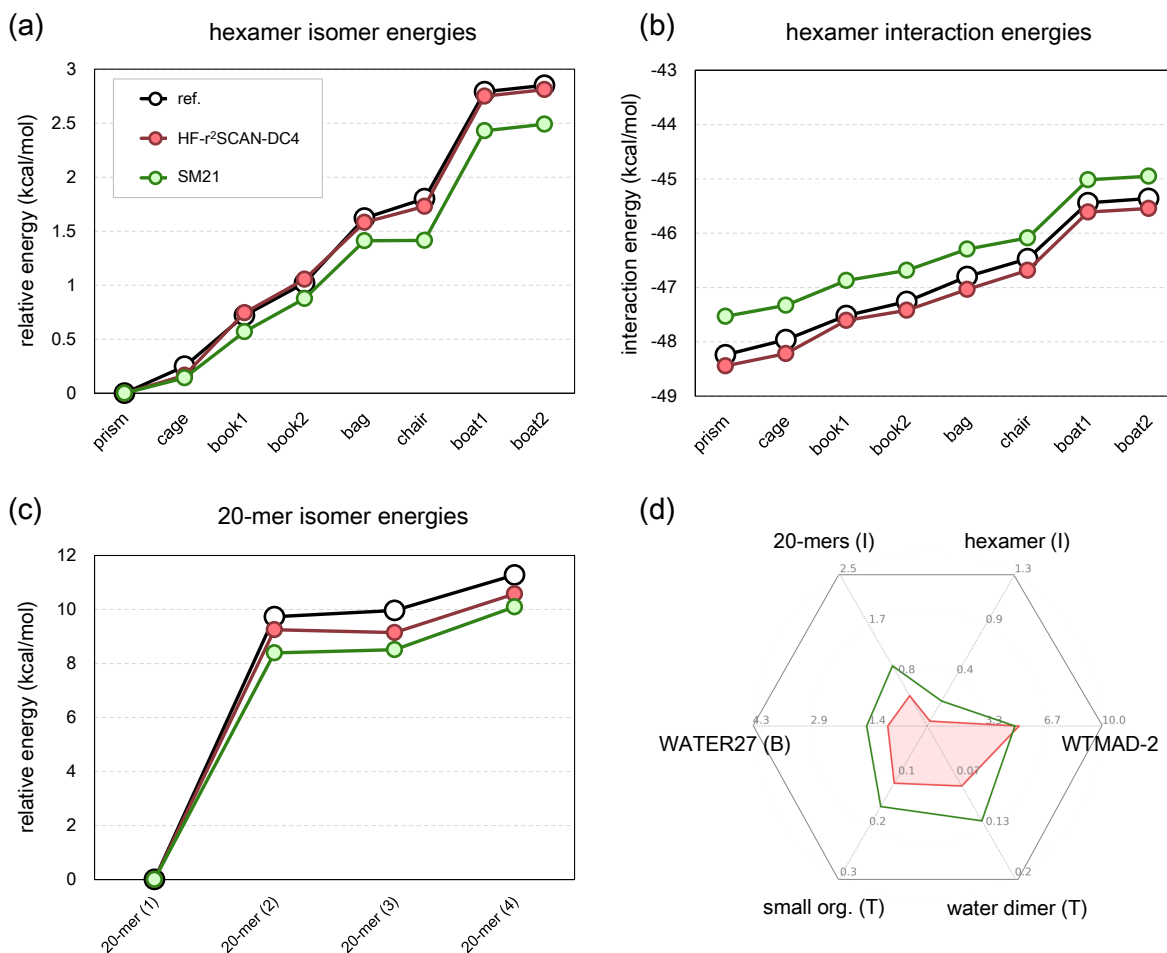 (a)
hexamer isomer energies
relative energy (kcal/mol)
3
2.5
2
1.5
1
0.5
0
ref.
HF-r²SCAN-DC4
SM21
prism
cage
book1
book2
bag
chair
boat1
boat2
(b)
hexamer interaction energies
interaction energy (kcal/mol)
-43
-44
-45
-46
-47
-48
-49
prism
cage
book1
book2
bag
chair
boat1
boat2
(c)
20-mer isomer energies
relative energy (kcal/mol)
12
10
8
6
4
2
0
20-mer (1)
20-mer (2)
20-mer (3)
20-mer (4)
(d)
20-mers (I)
hexamer (I)
2.5
1.3
1.7
0.9
0.8
0.4
4.3
2.9
1.4
3.3
6.7
10.0
WATER27 (B)
WTMAD-2
0.1
0.07
0.2
0.13
0.3
0.2
small org. (T)
water dimer (T)